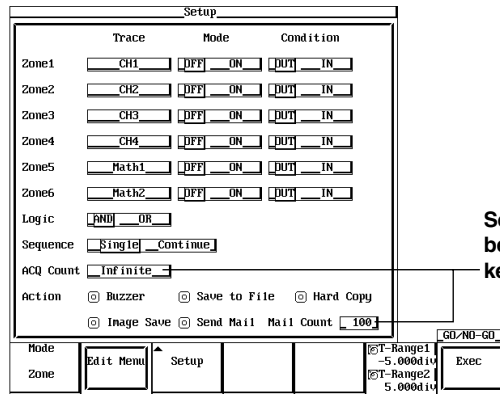 Setup
Trace Mode Condition
Zone1 CH1 OFF ON OUT IN
Zone2 CH2 OFF ON OUT IN
Zone3 CH3 OFF ON OUT IN
Zone4 CH4 OFF ON OUT IN
Zone5 Math1 OFF ON OUT IN
Zone6 Math2 OFF ON OUT IN
Logic AND OR
Sequence Single Continue
ACQ Count Infinite
Action Buzzer Save to File Hard Copy
Image Save Send Mail Mail Count 100
GO/NO-GO
Mode
Zone
Edit Menu
Setup
T-Range1
-5.000div
T-Range2
5.000div
Exec